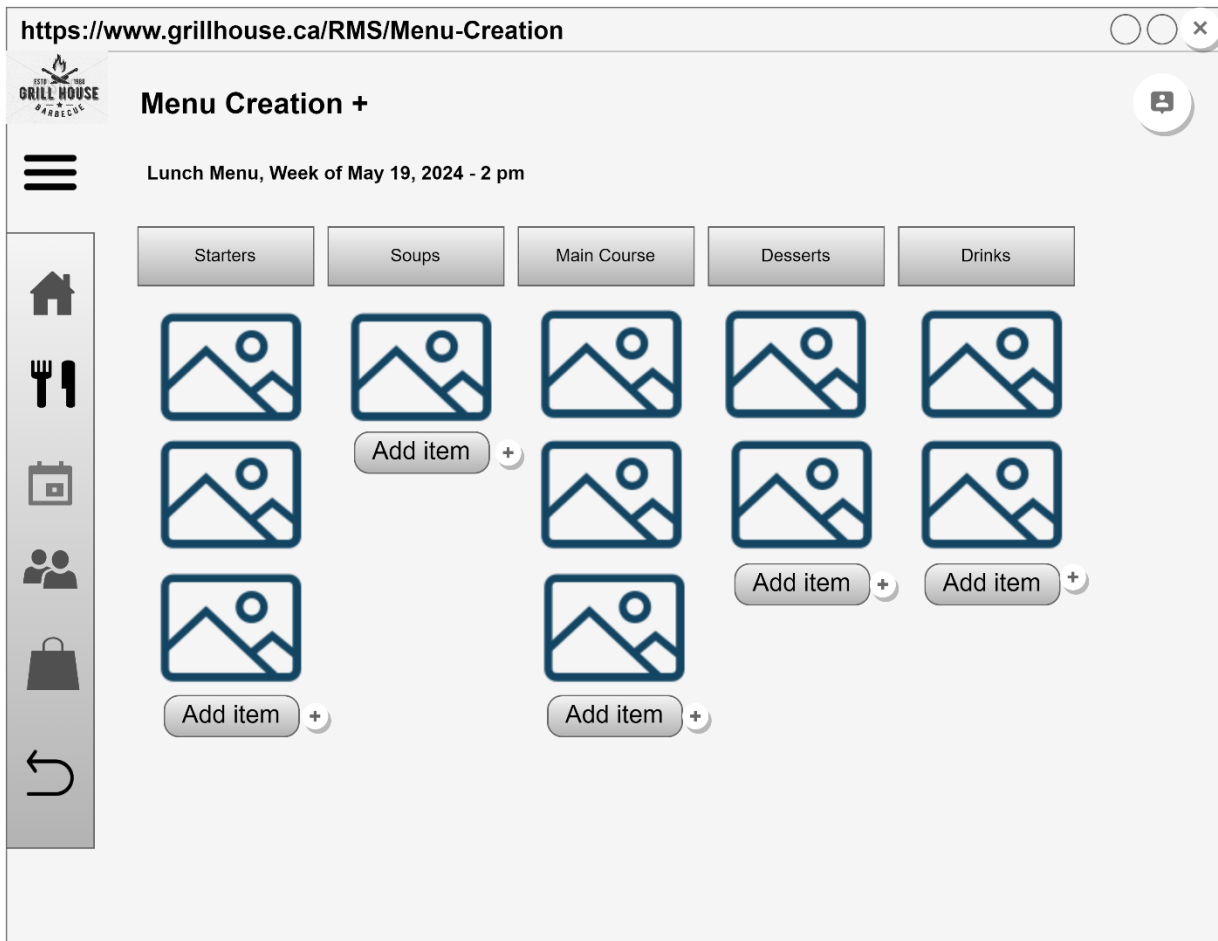 https://www.grillhouse.ca/RMS/Menu-Creation
ESTD 1988
GRILL HOUSE
BARBECUE
Menu Creation +
Lunch Menu, Week of May 19, 2024 - 2 pm
Starters
Soups
Main Course
Desserts
Drinks
Add item +
Add item +
Add item +
Add item +
Add item +